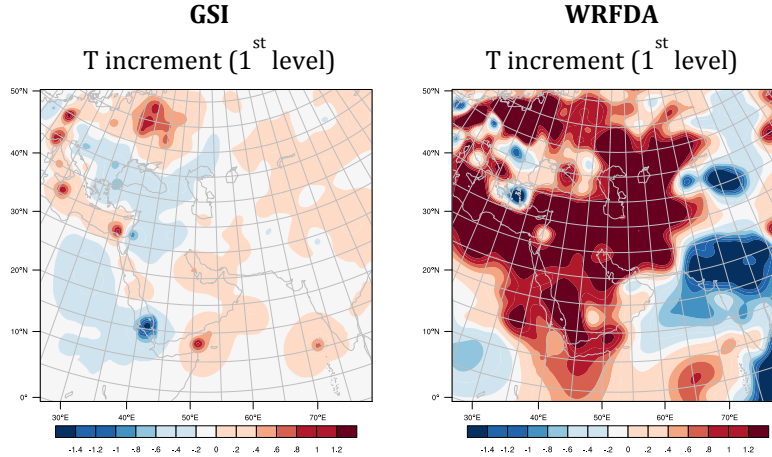 GSI
T increment (1st level)
50°N
40°N
30°N
20°N
10°N
0°
30°E 40°E 50°E 60°E 70°E
-1.4 -1.2 -1 -.8 -.6 -.4 -.2 0 .2 .4 .6 .8 1 1.2
WRFDA
T increment (1st level)
50°N
40°N
30°N
20°N
10°N
0°
30°E 40°E 50°E 60°E 70°E
-1.4 -1.2 -1 -.8 -.6 -.4 -.2 0 .2 .4 .6 .8 1 1.2